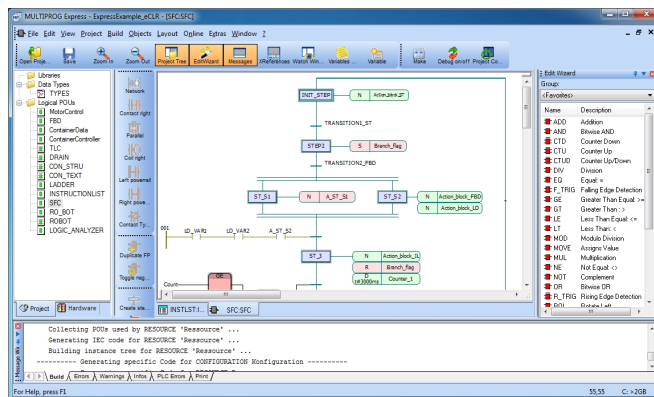 MULTIPROG Express - ExpressExample_eCLR - [SFC:SFC]
File Edit View Project Build Objects Layout Online Extras Window ?
Open Proje... Save Zoom In Zoom Out Project Tree EditWizard Messages XReferences Watch Win... Variables ... Variable Make Debug on/off Project Co...
Libraries
Data Types
TYPES
Logical POUs
MotorControl
FBD
ContainerData
ContainerController
TLC
DRAIN
CON_STRU
CON_TEXT
LADDER
INSTRUCTIONLIST
SFC
RO_BOT
ROBOT
LOGIC_ANALYZER
Project Hardware
Network
Contact right
Parallel
Coil right
Left powerrail
Right powe...
Contact Ty...
Duplicate FP
Toggle neg...
Create ste...
INIT_STEP N
TRANSITION1_ST
STEP2 S Branch_flag
TRANSITION2_FBD
ST_S1 N A_ST_S1 ST_S2 N Action_block_FBD
N Action_block_LD
001 LD_VAR1 LD_VAR2 A_ST_S2
ST_3 N Action_block_IL
R Branch_flag
D t#3000ms Counter_1
GE
Count
INSTLST:I... SFC:SFC
Edit Wizard
Group:
<Favorites>
Name Description
ADD Addition
AND Bitwise AND
CTD Counter Down
CTU Counter Up
CTUD Counter Up/Down
DIV Division
EQ Equal: =
F_TRIG Falling Edge Detection
GE Greater Than Equal: >=
GT Greater Than : >
LE Less Than Equal: <=
LT Less Than: <
MOD Modulo Division
MOVE Assigns Value
MUL Multiplication
NE Not Equal: <>
NOT Complement
OR Bitwise OR
R_TRIG Rising Edge Detection
ROL Rotate Left
Message Wi
Collecting POUs used by RESOURCE 'Ressource' ...
Generating IEC code for RESOURCE 'Ressource' ...
Building instance tree for RESOURCE 'Ressource' ...
---------- Generating specific Code for CONFIGURATION Konfiguration ----------
Build Errors Warnings Infos PLC Errors Print
For Help, press F1 55,55 C: >2GB